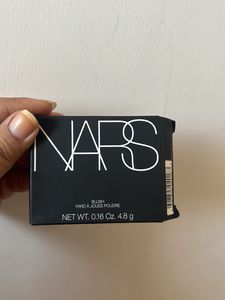 NARS
BLUSH
FARD À JOUES POUDRE
NET WT. 0.16 Oz. 4.8 g